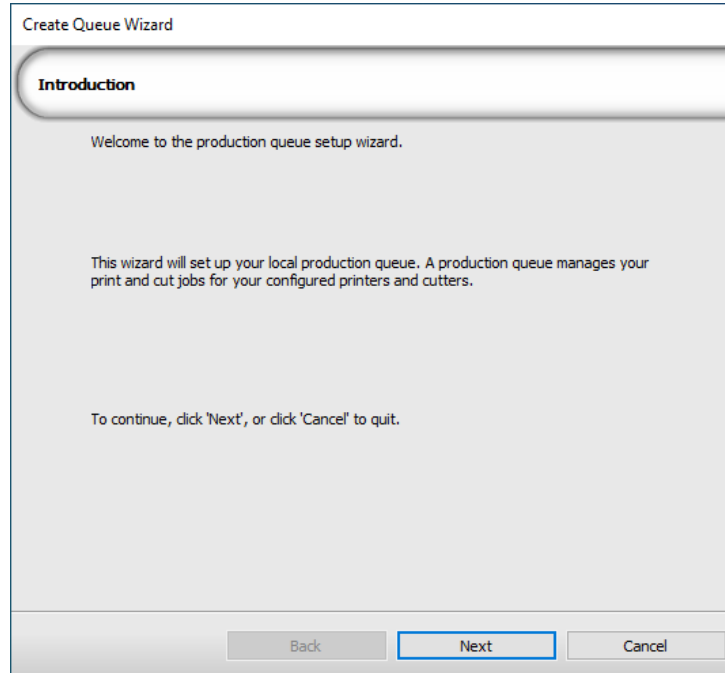 Create Queue Wizard
Introduction
Welcome to the production queue setup wizard.
This wizard will set up your local production queue. A production queue manages your
print and cut jobs for your configured printers and cutters.
To continue, click 'Next', or click 'Cancel' to quit.
Back
Next
Cancel